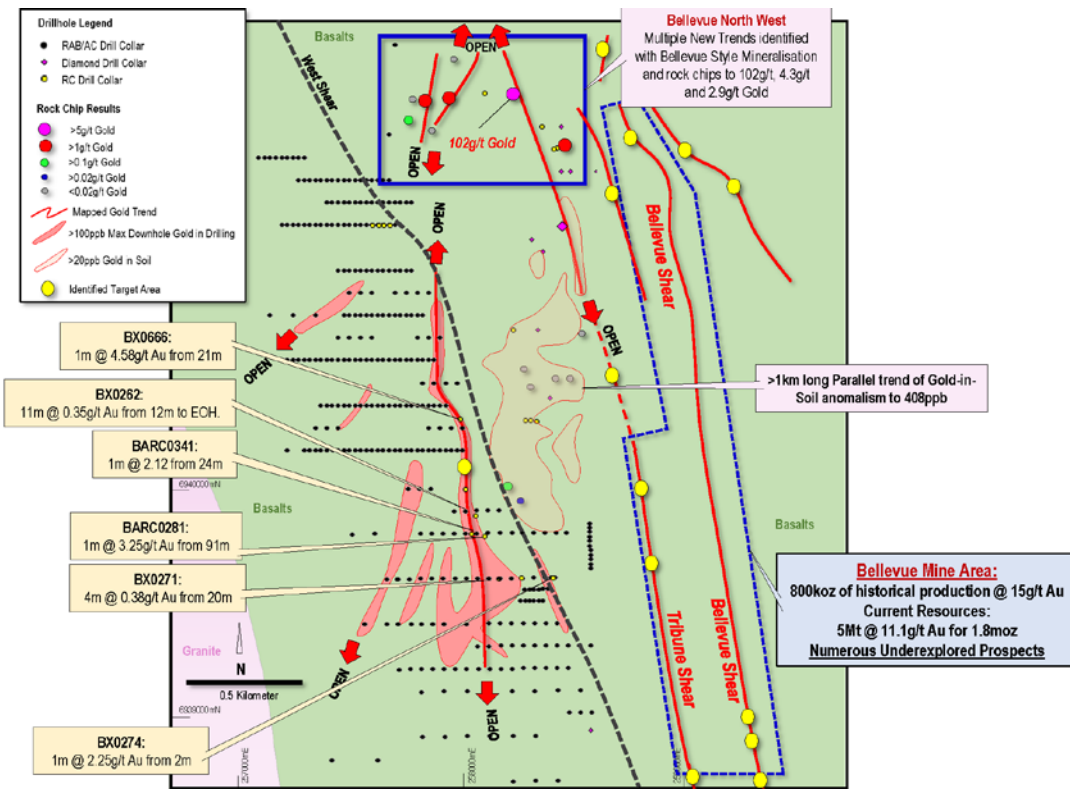 Drillhole Legend
RAB/AC Drill Collar
Diamond Drill Collar
RC Drill Collar
Rock Chip Results
>5g/t Gold
>1g/t Gold
>0.1g/t Gold
>0.02g/t Gold
<0.02g/t Gold
Mapped Gold Trend
>100ppb Max Downhole Gold in Drilling
>20ppb Gold in Soil
Identified Target Area
Basalts
West Shear
OPEN
102g/t Gold
OPEN
Bellevue North West
Multiple New Trends identified
with Bellevue Style Mineralisation
and rock chips to 102g/t, 4.3g/t
and 2.9g/t Gold
OPEN
Bellevue Shear
OPEN
OPEN
BX0666:
1m @ 4.58g/t Au from 21m
BX0262:
11m @ 0.35g/t Au from 12m to EOH.
BARC0341:
1m @ 2.12 from 24m
>1km long Parallel trend of Gold-in-
Soil anomalism to 408ppb
6940000mN
Basalts
Basalts
BARC0281:
1m @ 3.25g/t Au from 91m
BX0271:
4m @ 0.38g/t Au from 20m
Bellevue Mine Area:
800koz of historical production @ 15g/t Au
Current Resources:
5Mt @ 11.1g/t Au for 1.8moz
Numerous Underexplored Prospects
Tribune Shear
Bellevue Shear
Granite
N
0.5 Kilometer
OPEN
OPEN
6939000mN
BX0274:
1m @ 2.25g/t Au from 2m
257000mE
258000mE